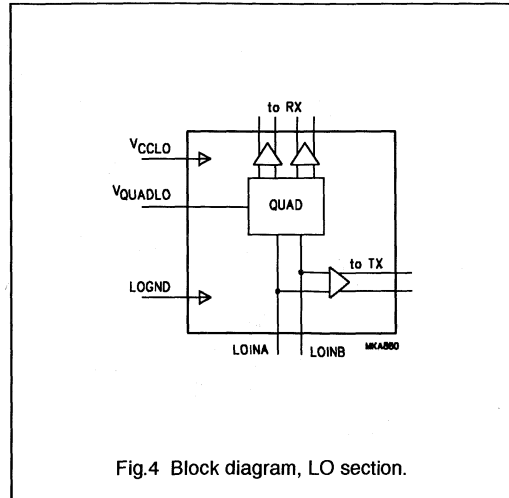 to RX
VCCLO
VQUADLO
QUAD
to TX
LOGND
LOINA LOINB
MKA860
Fig.4 Block diagram, LO section.